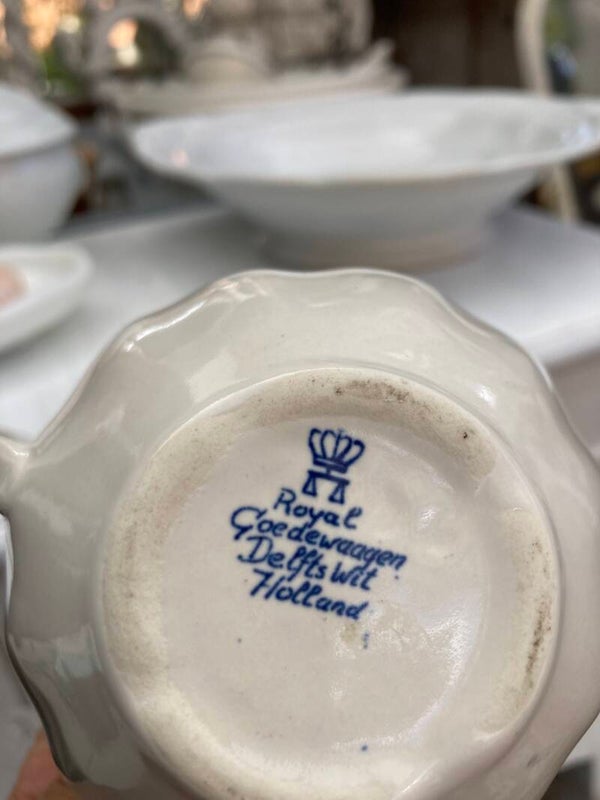 Royal
Goedewaagen
Delfts Wit
Holland